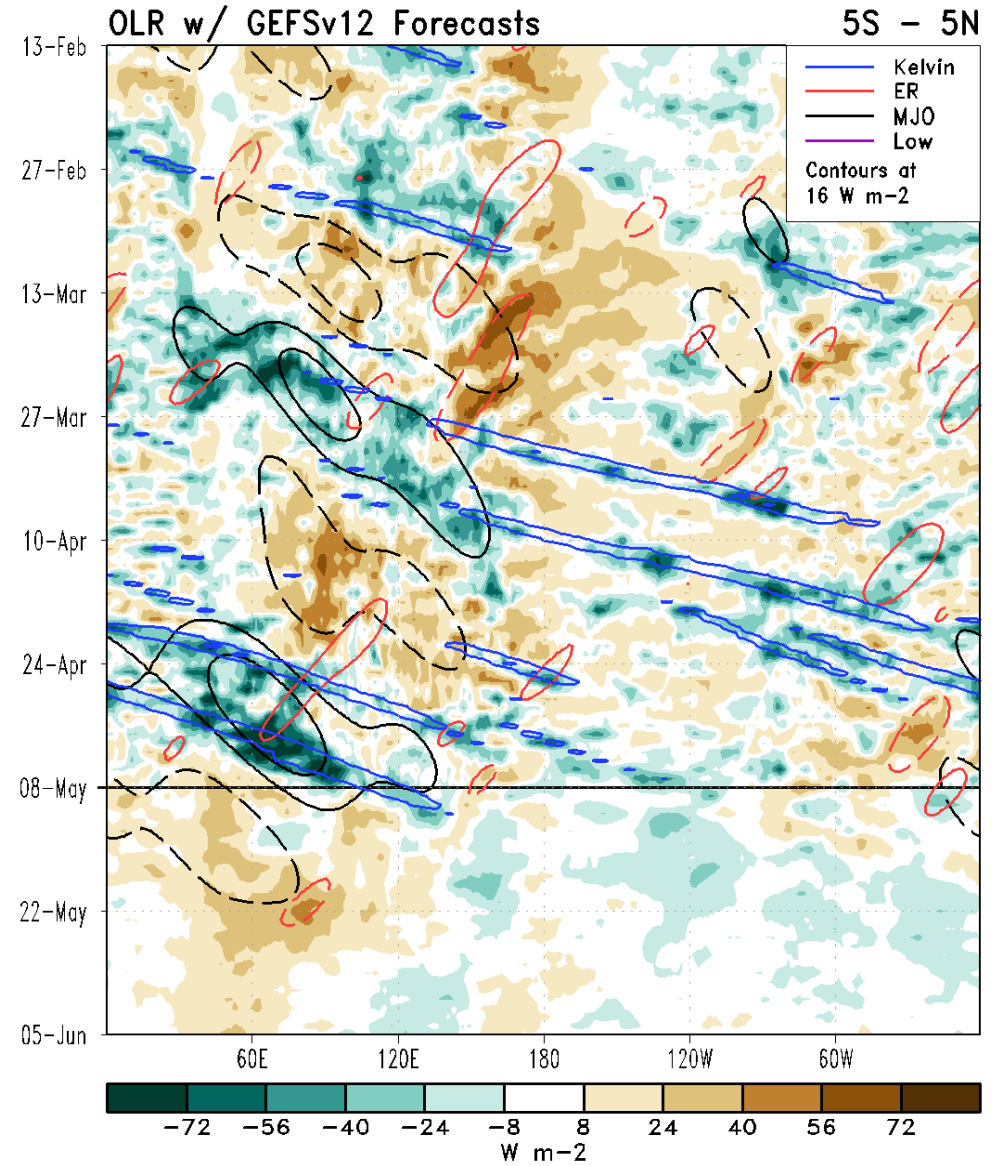 OLR w/ GEFSv12 Forecasts 5S - 5N
13-Feb
Kelvin
ER
MJO
Low
Contours at
16 W m-2
27-Feb
13-Mar
27-Mar
10-Apr
24-Apr
08-May
22-May
05-Jun
60E 120E 180 120W 60W
-72 -56 -40 -24 -8 8 24 40 56 72
W m-2